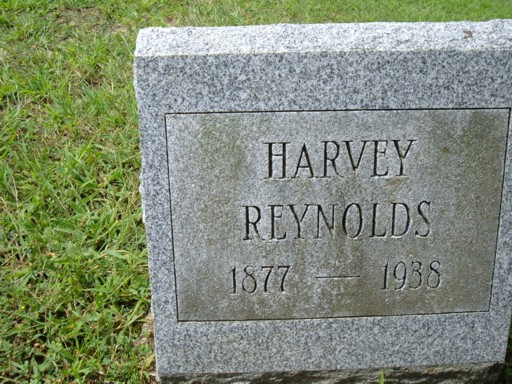 HARVEY
REYNOLDS
1877 — 1938